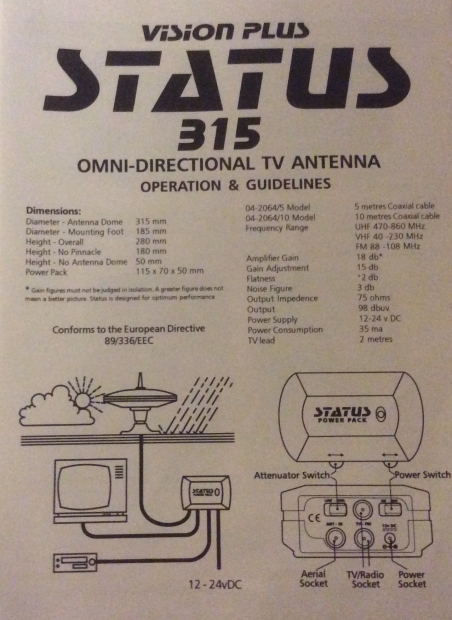 VISION PLUS
STATUS
315
OMNI-DIRECTIONAL TV ANTENNA
OPERATION & GUIDELINES
Dimensions:
Diameter - Antenna Dome 315 mm
Diameter - Mounting Foot 185 mm
Height - Overall 280 mm
Height - No Pinnacle 180 mm
Height - No Antenna Dome 50 mm
Power Pack 115 x 70 x 50 mm
* Gain figures must not be judged in isolation. A greater figure does not
mean a better picture. Status is designed for optimum performance
Conforms to the European Directive
89/336/EEC
04-2064/5 Model 5 metres Coaxial cable
04-2064/10 Model 10 metres Coaxial cable
Frequency Range UHF 470-860 MHz
VHF 40 -230 MHz
FM 88 -108 MHz
Amplifier Gain 18 db*
Gain Adjustment 15 db
Flatness 2 db
Noise Figure 3 db
Output Impedence 75 ohms
Output 98 dbuv
Power Supply 12-24 v DC
Power Consumption 35 ma
TV lead 2 metres
STATUS
12 - 24vDC
STATUS
POWER PACK
Attenuator Switch
Power Switch
CE
ANT - IN
TV - FM
12v DC
Aerial
Socket
TV/Radio
Socket
Power
Socket